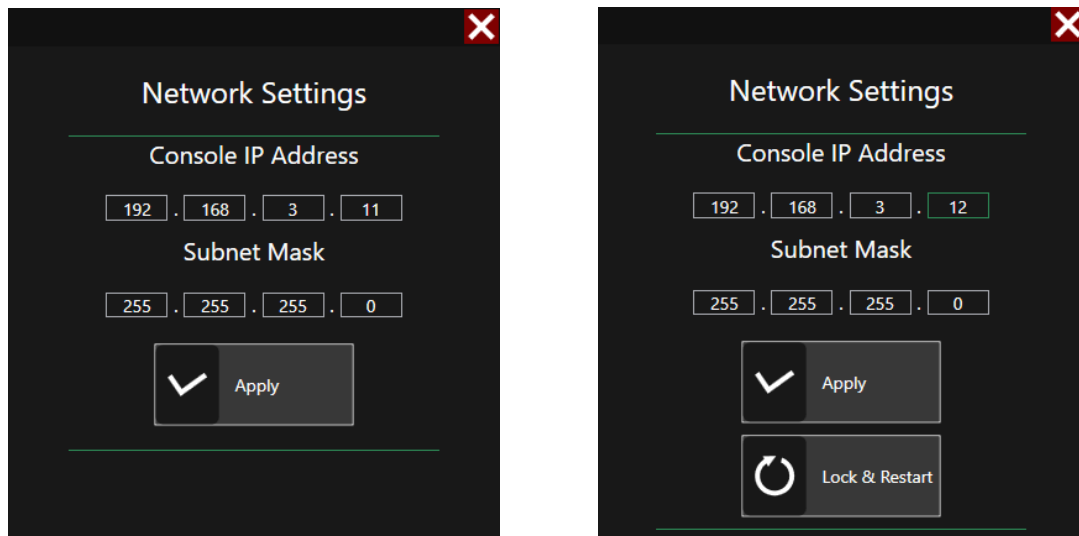 Network Settings
Console IP Address
192 . 168 . 3 . 11
Subnet Mask
255 . 255 . 255 . 0
Apply
Network Settings
Console IP Address
192 . 168 . 3 . 12
Subnet Mask
255 . 255 . 255 . 0
Apply
Lock & Restart